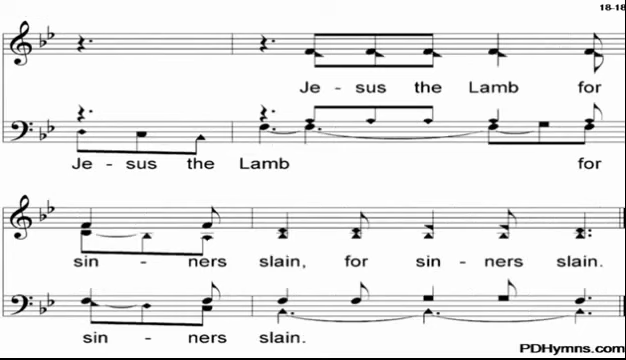 18-18
Je - sus the Lamb for
Je - sus the Lamb for
sin - ners slain, for sin - ners slain.
sin - ners slain.
PDHymns.com